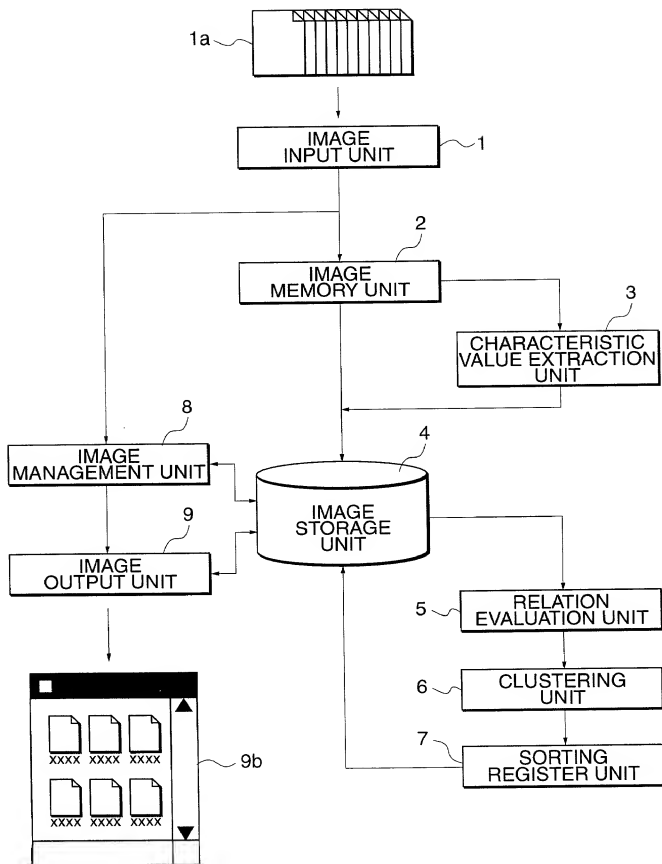 1a
IMAGE
INPUT UNIT
1
2
IMAGE
MEMORY UNIT
3
CHARACTERISTIC
VALUE EXTRACTION
UNIT
8
IMAGE
MANAGEMENT UNIT
4
IMAGE
STORAGE
UNIT
9
IMAGE
OUTPUT UNIT
5
RELATION
EVALUATION UNIT
6
CLUSTERING
UNIT
7
SORTING
REGISTER UNIT
XXXX XXXX XXXX
9b
XXXX XXXX XXXX